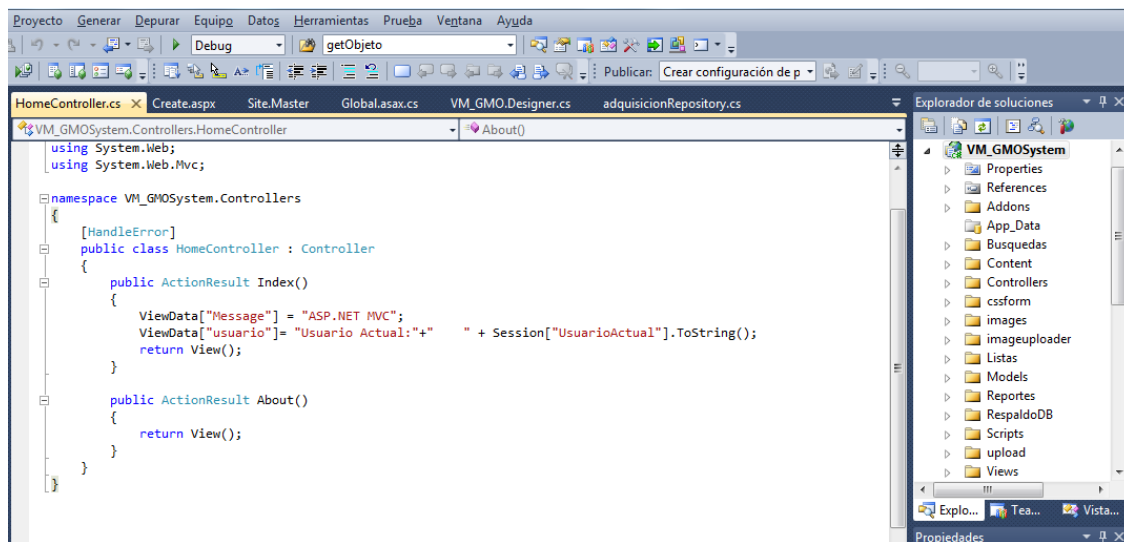 Proyecto Generar Depurar Equipo Datos Herramientas Prueba Ventana Ayuda
Debug getObjeto
Publicar: Crear configuración de p
HomeController.cs Create.aspx Site.Master Global.asax.cs VM_GMO.Designer.cs adquisicionRepository.cs
VM_GMOSystem.Controllers.HomeController About()
using System.Web;
using System.Web.Mvc;
namespace VM_GMOSystem.Controllers
{
[HandleError]
public class HomeController : Controller
{
public ActionResult Index()
{
ViewData["Message"] = "ASP.NET MVC";
ViewData["usuario"]= "Usuario Actual:"+"    " + Session["UsuarioActual"].ToString();
return View();
}
public ActionResult About()
{
return View();
}
}
}
Explorador de soluciones
VM_GMOSystem
Properties
References
Addons
App_Data
Busquedas
Content
Controllers
cssform
images
imageuploader
Listas
Models
Reportes
RespaldoDB
Scripts
upload
Views
Explo... Tea... Vista...
Propiedades